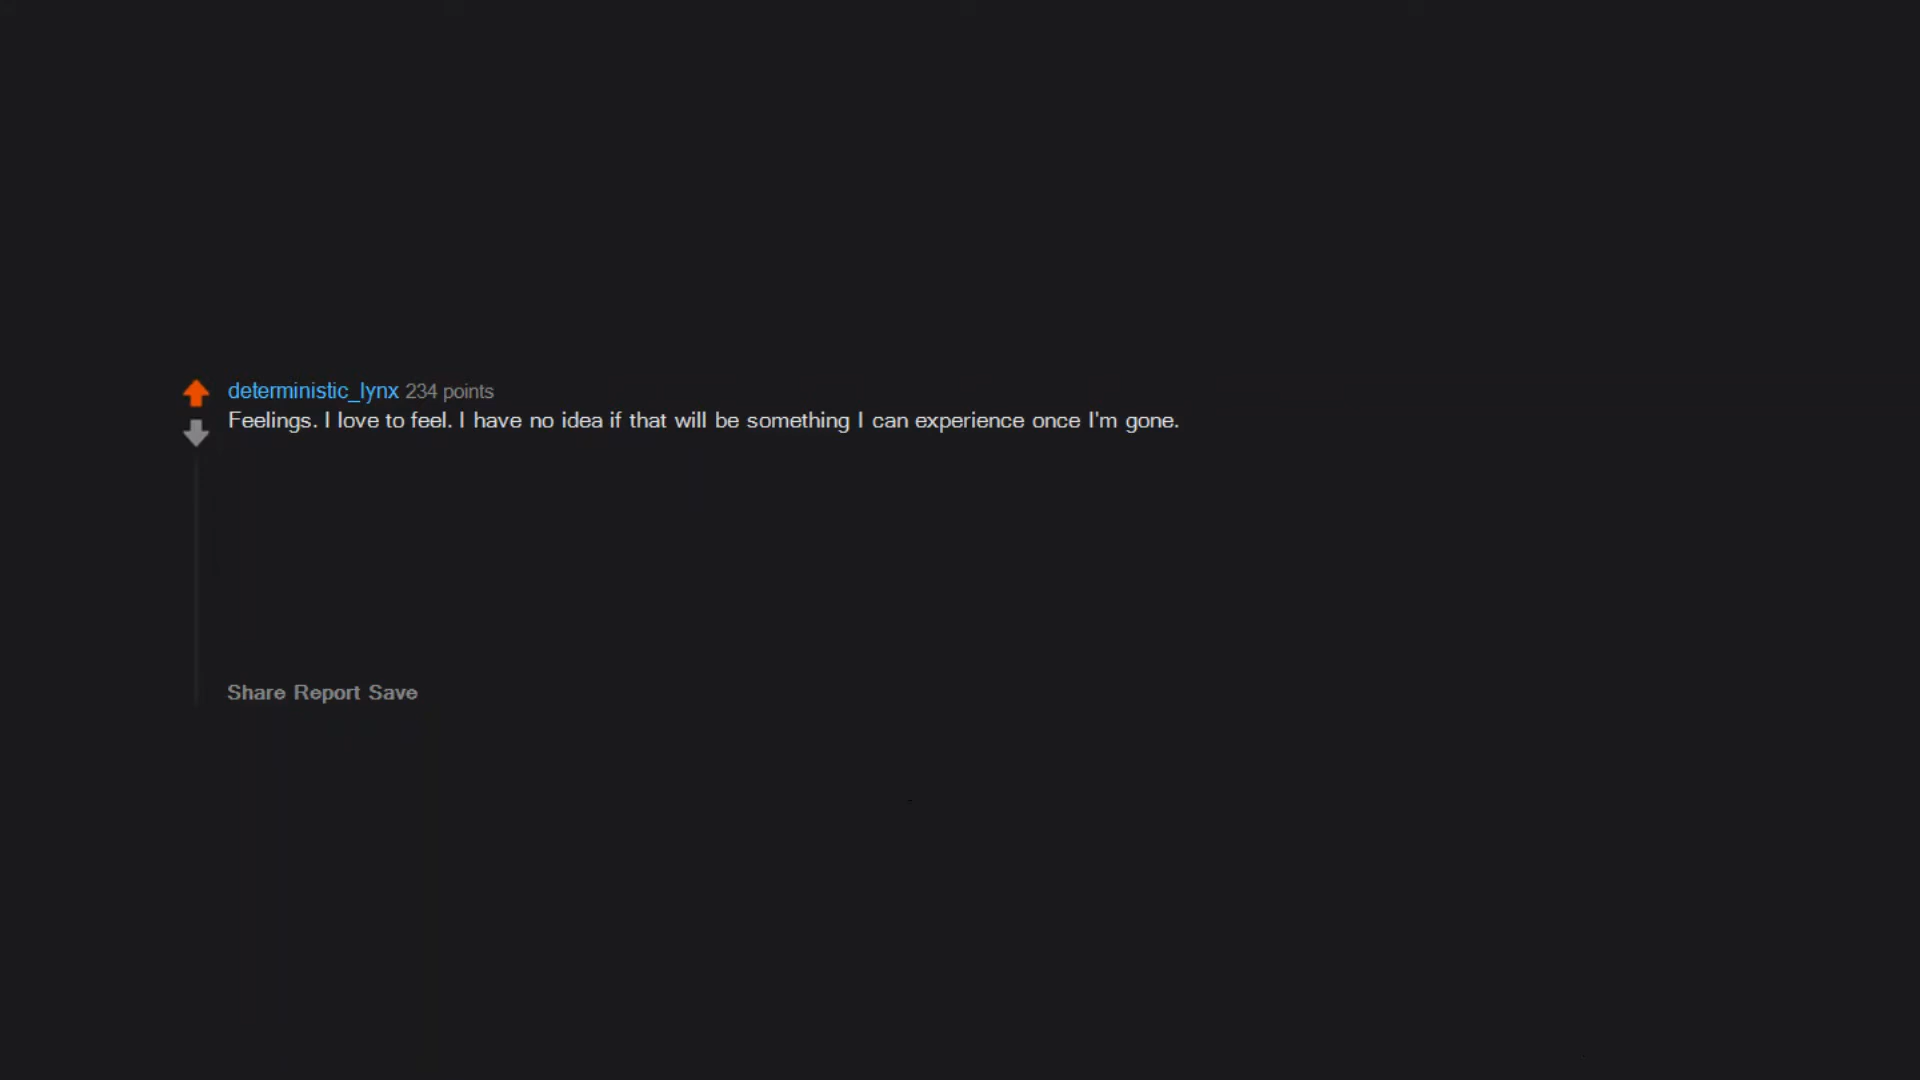 deterministic_lynx 234 points
Feelings. I love to feel. I have no idea if that will be something I can experience once I'm gone.
Share Report Save